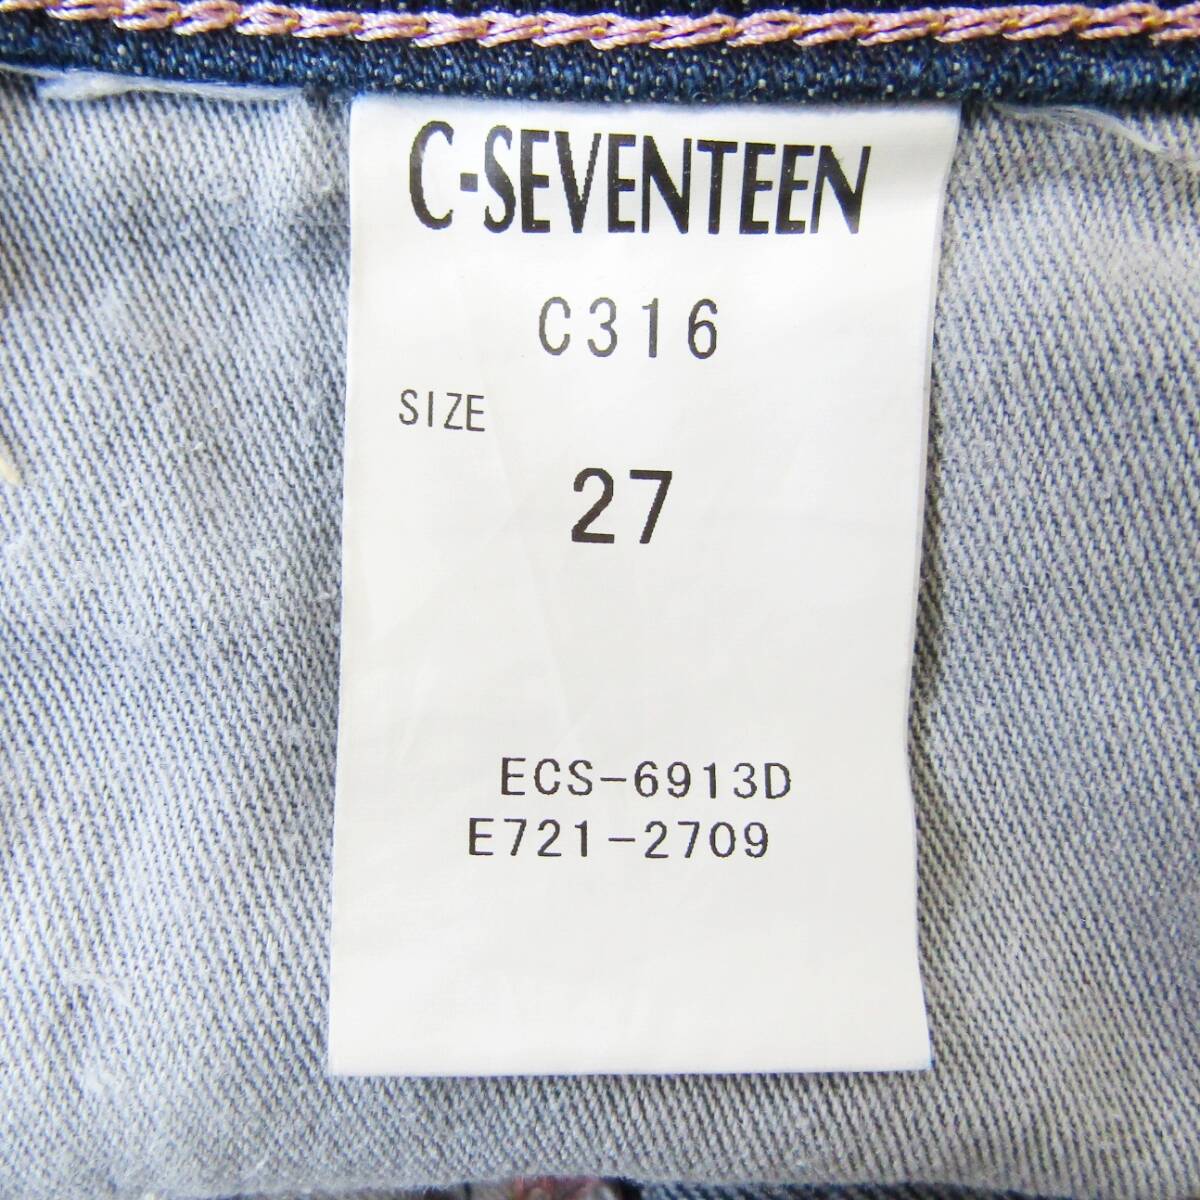 C-SEVENTEEN
C316
SIZE
27
ECS-6913D
E721-2709